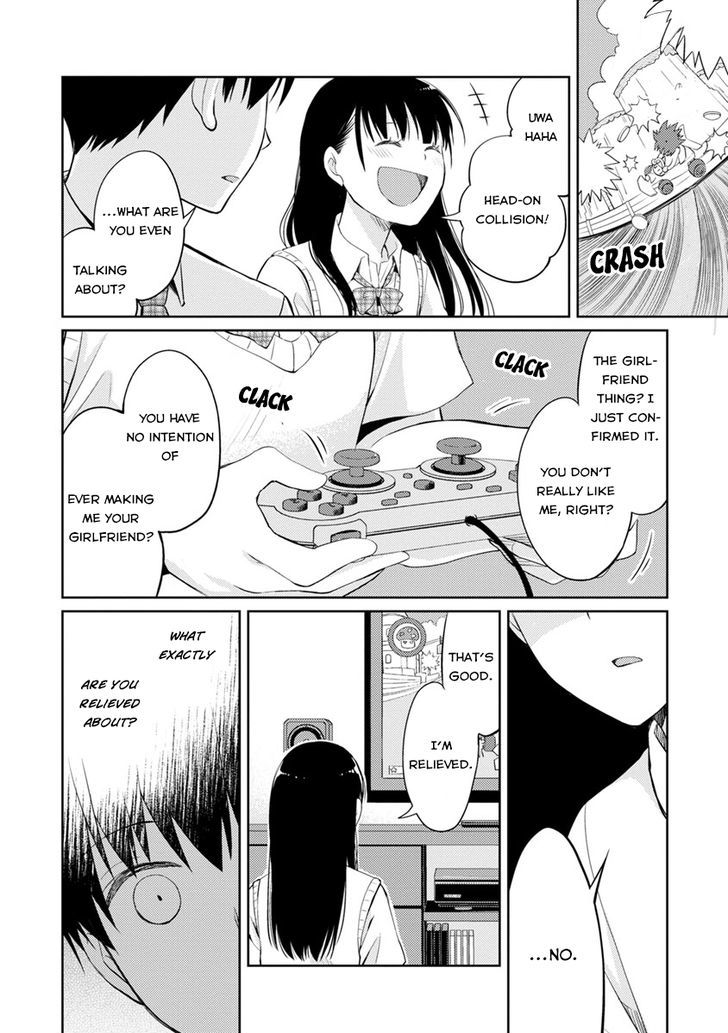 CRASH
UWA
HAHA
HEAD-ON
COLLISION!
...WHAT ARE
YOU EVEN
TALKING
ABOUT?
THE GIRL-
FRIEND
THING? I
JUST CON-
FIRMED IT.
YOU DON'T
REALLY LIKE
ME, RIGHT?
CLACK
CLACK
YOU HAVE
NO INTENTION
OF
EVER MAKING
ME YOUR
GIRLFRIEND?
...NO.
THAT'S
GOOD.
I'M
RELIEVED.
WHAT
EXACTLY
ARE YOU
RELIEVED
ABOUT?